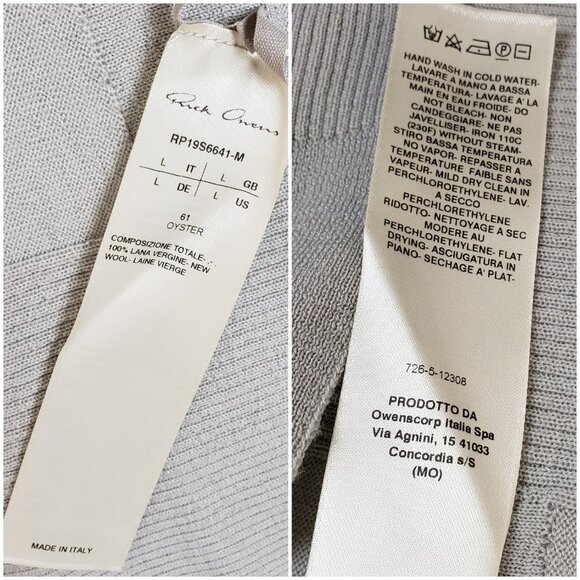 Rick Owens
RP19S6641-M
L IT L GB
L DE L US
61
OYSTER
COMPOSIZIONE TOTALE-
100% LANA VERGINE- NEW
WOOL- LAINE VIERGE
MADE IN ITALY
HAND WASH IN COLD WATER-
LAVARE A MANO A BASSA
TEMPERATURA- LAVAGE A' LA
MAIN EN EAU FROIDE- DO
NOT BLEACH- NON
CANDEGGIARE- NE PAS
JAVELLISER- IRON 110C
(230F) WITHOUT STEAM-
STIRO BASSA TEMPERATURA
NO VAPOR- REPASSER A
TEMPERATURE FAIBLE SANS
VAPEUR- MILD DRY CLEAN IN
PERCHLOROETHYLENE- LAV.
A SECCO
PERCHLOROETHYLENE
RIDOTTO- NETTOYAGE A SEC
MODERE AU
PERCHLORETHYLENE- FLAT
DRYING- ASCIUGATURA IN
PIANO- SECHAGE A' PLAT-
726-5-12308
PRODOTTO DA
Owenscorp Italia Spa
Via Agnini, 15 41033
Concordia s/S
(MO)